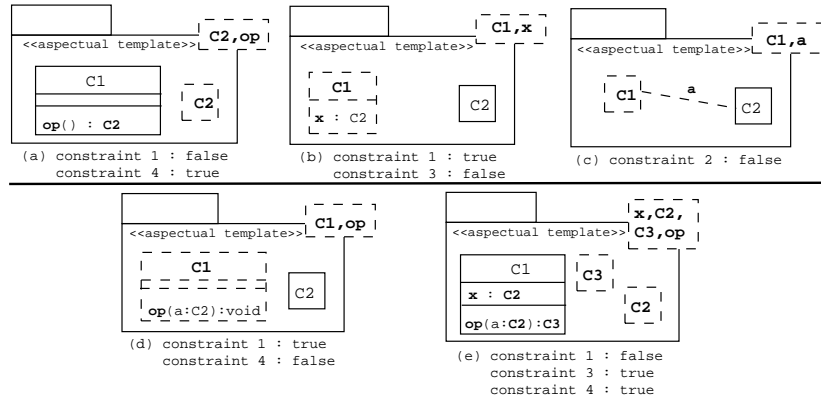 <<aspectual template>>
C2,op
C1
op() : C2
C2
(a) constraint 1 : false
constraint 4 : true
<<aspectual template>>
C1,x
C1
x : C2
C2
(b) constraint 1 : true
constraint 3 : false
<<aspectual template>>
C1,a
C1
a
C2
(c) constraint 2 : false
<<aspectual template>>
C1,op
C1
op(a:C2):void
C2
(d) constraint 1 : true
constraint 4 : false
<<aspectual template>>
x,C2,
C3,op
C1
x : C2
op(a:C2):C3
C3
C2
(e) constraint 1 : false
constraint 3 : true
constraint 4 : true